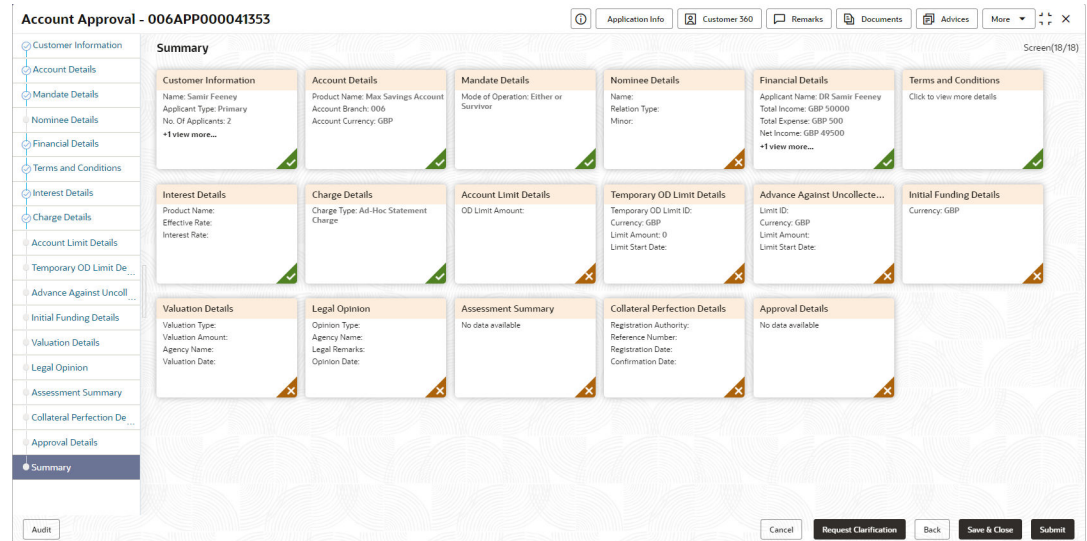 Account Approval - 006APP000041353
Application Info
Customer 360
Remarks
Documents
Advices
More
Customer Information
Account Details
Mandate Details
Nominee Details
Financial Details
Terms and Conditions
Interest Details
Charge Details
Account Limit Details
Temporary OD Limit De...
Advance Against Uncoll...
Initial Funding Details
Valuation Details
Legal Opinion
Assessment Summary
Collateral Perfection De...
Approval Details
Summary
Summary
Screen(18/18)
Customer Information
Name: Samir Feeney
Applicant Type: Primary
No. Of Applicants: 2
+1 view more...
Account Details
Product Name: Max Savings Account
Account Branch: 006
Account Currency: GBP
Mandate Details
Mode of Operation: Either or
Survivor
Nominee Details
Name:
Relation Type:
Minor:
Financial Details
Applicant Name: DR Samir Feeney
Total Income: GBP 50000
Total Expense: GBP 500
Net Income: GBP 49500
+1 view more...
Terms and Conditions
Click to view more details
Interest Details
Product Name:
Effective Rate:
Interest Rate:
Charge Details
Charge Type: Ad-Hoc Statement
Charge
Account Limit Details
OD Limit Amount:
Temporary OD Limit Details
Temporary OD Limit ID:
Currency: GBP
Limit Amount: 0
Limit Start Date:
Advance Against Uncollecte...
Limit ID:
Currency: GBP
Limit Amount:
Limit Start Date:
Initial Funding Details
Currency: GBP
Valuation Details
Valuation Type:
Valuation Amount:
Agency Name:
Valuation Date:
Legal Opinion
Opinion Type:
Agency Name:
Legal Remarks:
Opinion Date:
Assessment Summary
No data available
Collateral Perfection Details
Registration Authority:
Reference Number:
Registration Date:
Confirmation Date:
Approval Details
No data available
Audit
Cancel
Request Clarification
Back
Save & Close
Submit